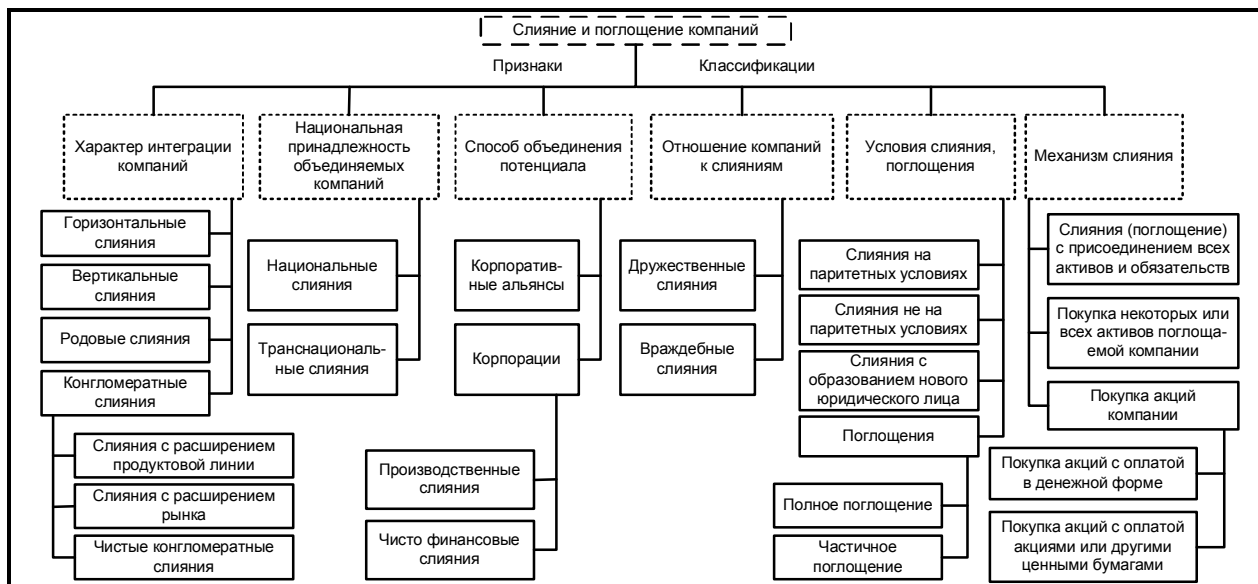 Слияние и поглощение компаний
Признаки
Классификации
Характер интеграции
компаний
Национальная
принадлежность
объединяемых
компаний
Способ объединения
потенциала
Отношение компаний
к слияниям
Условия слияния,
поглощения
Механизм слияния
Горизонтальные
слияния
Вертикальные
слияния
Родовые слияния
Конгломератные
слияния
Слияния с расширением
продуктовой линии
Слияния с расширением
рынка
Чистые конгломератные
слияния
Национальные
слияния
Транснациональ-
ные слияния
Корпоратив-
ные альянсы
Корпорации
Производственные
слияния
Чисто финансовые
слияния
Дружественные
слияния
Враждебные
слияния
Слияния на
паритетных условиях
Слияния не на
паритетных условиях
Слияния с
образованием нового
юридического лица
Поглощения
Полное поглощение
Частичное
поглощение
Слияния (поглощение)
с присоединением всех
активов и обязательств
Покупка некоторых или
всех активов поглоща-
емой компании
Покупка акций
компании
Покупка акций с оплатой
в денежной форме
Покупка акций с оплатой
акциями или другими
ценными бумагами